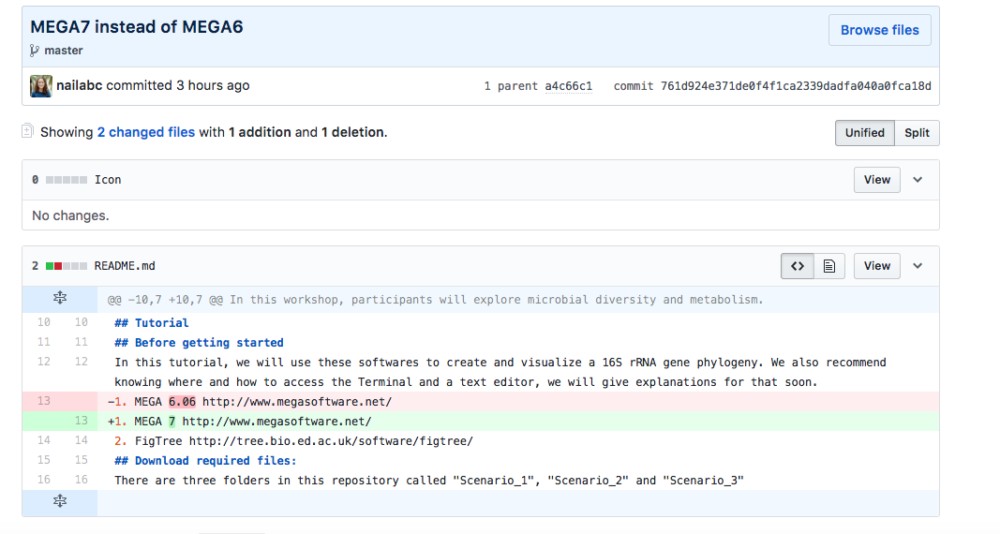 MEGA7 instead of MEGA6
Browse files
master
nailabc committed 3 hours ago
1 parent a4c66c1 commit 761d924e371de0f4f1ca2339dadfa040a0fca18d
Showing 2 changed files with 1 addition and 1 deletion.
Unified Split
0 Icon
View
No changes.
2 README.md
<> View
@@ -10,7 +10,7 @@ In this workshop, participants will explore microbial diversity and metabolism.
10 10 ## Tutorial
11 11 ## Before getting started
12 12 In this tutorial, we will use these softwares to create and visualize a 16S rRNA gene phylogeny. We also recommend
knowing where and how to access the Terminal and a text editor, we will give explanations for that soon.
13 -1. MEGA 6.06 http://www.megasoftware.net/
13 +1. MEGA 7 http://www.megasoftware.net/
14 14 2. FigTree http://tree.bio.ed.ac.uk/software/figtree/
15 15 ## Download required files:
16 16 There are three folders in this repository called "Scenario_1", "Scenario_2" and "Scenario_3"